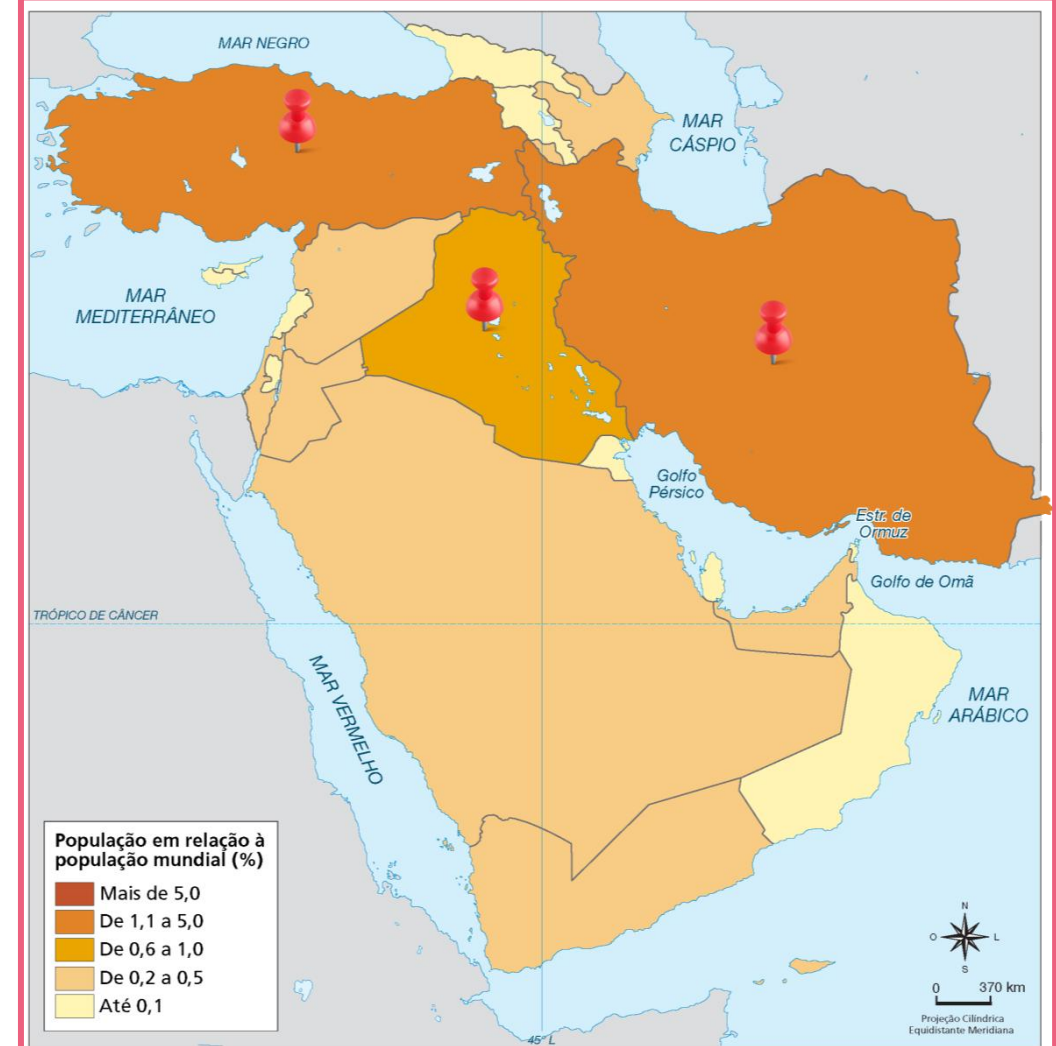 MAR NEGRO
MAR
CÁSPIO
MAR
MEDITERRÂNEO
Golfo
Pérsico
Estr. de
Ormuz
Golfo de Omã
TRÓPICO DE CÂNCER
MAR VERMELHO
MAR
ARÁBICO
População em relação à
população mundial (%)
Mais de 5,0
De 1,1 a 5,0
De 0,6 a 1,0
De 0,2 a 0,5
Até 0,1
N
O L
S
0 370 km
Projeção Cilíndrica
Equidistante Meridiana
45° L